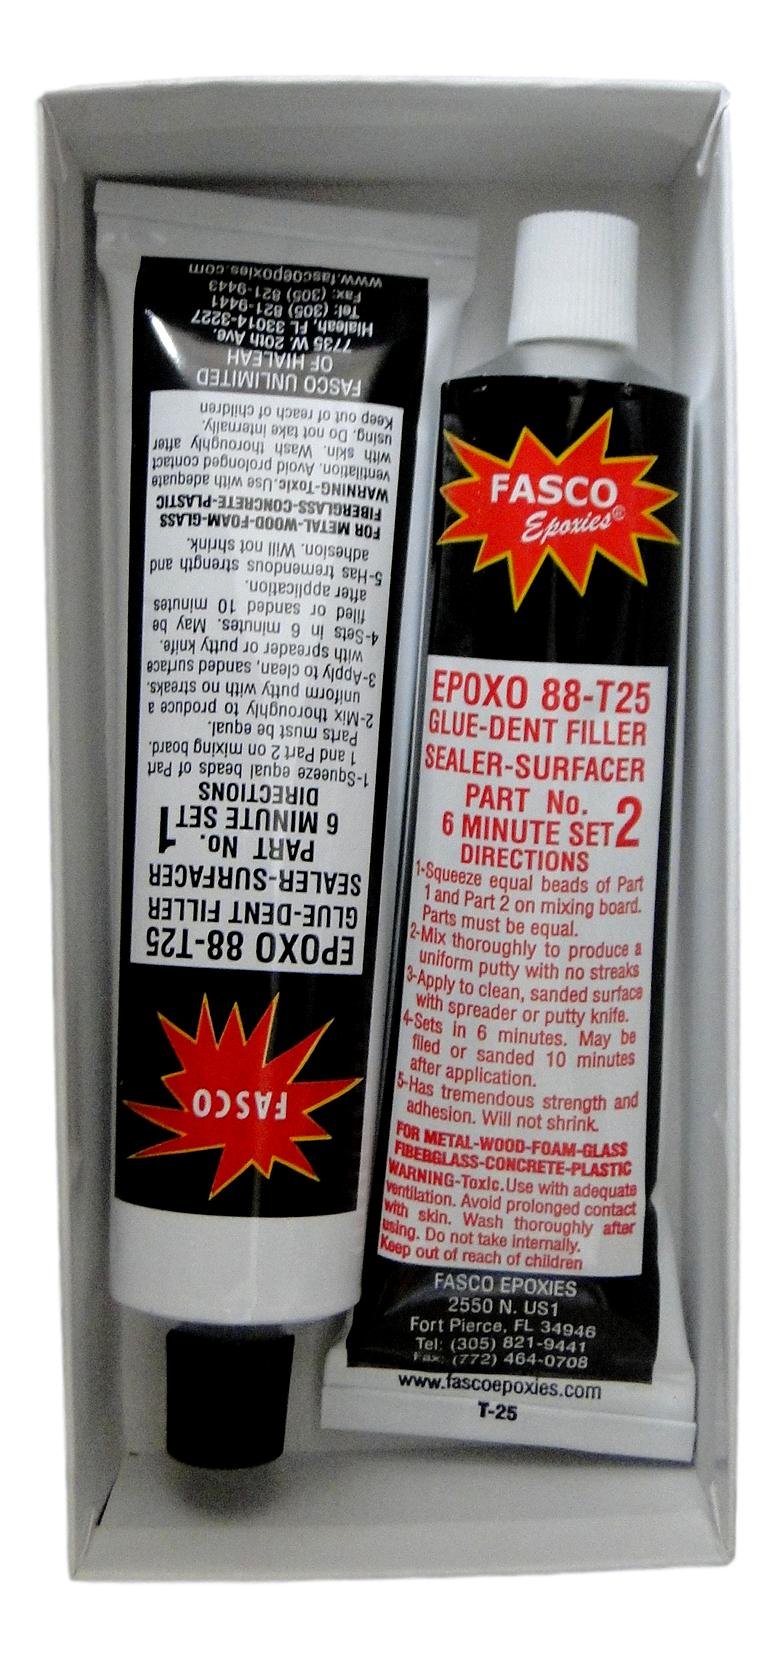 FASCO
EPOXO 88-T25
GLUE-DENT FILLER
SEALER-SURFACER
PART No. 1
6 MINUTE SET
DIRECTIONS
1-Squeeze equal beads of Part
1 and Part 2 on mixing board.
Parts must be equal.
2-Mix thoroughly to produce a
uniform putty with no streaks.
3-Apply to clean, sanded surface
with spreader or putty knife.
4-Sets in 6 minutes. May be
filed or sanded 10 minutes
after application.
5-Has tremendous strength and
adhesion. Will not shrink.
FOR METAL-WOOD-FOAM-GLASS
FIBERGLASS-CONCRETE-PLASTIC
WARNING-Toxic. Use with adequate
ventilation. Avoid prolonged contact
with skin. Wash thoroughly after
using. Do not take internally.
Keep out of reach of children
FASCO UNLIMITED
OF HIALEAH
7735 W. 20th Ave.
Hialeah, FL 33014-3227
Tel: (305) 821-9441
Fax: (305) 821-9443
www.fascoepoxies.com
FASCO
Epoxies®
EPOXO 88-T25
GLUE-DENT FILLER
SEALER-SURFACER
PART No. 2
6 MINUTE SET
DIRECTIONS
1-Squeeze equal beads of Part
1 and Part 2 on mixing board.
Parts must be equal.
2-Mix thoroughly to produce a
uniform putty with no streaks
3-Apply to clean, sanded surface
with spreader or putty knife.
4-Sets in 6 minutes. May be
filed or sanded 10 minutes
after application.
5-Has tremendous strength and
adhesion. Will not shrink.
FOR METAL-WOOD-FOAM-GLASS
FIBERGLASS-CONCRETE-PLASTIC
WARNING-Toxic. Use with adequate
ventilation. Avoid prolonged contact
with skin. Wash thoroughly after
using. Do not take internally.
Keep out of reach of children
FASCO EPOXIES
2550 N. US1
Fort Pierce, FL 34946
Tel: (305) 821-9441
Fax: (772) 464-0708
www.fascoepoxies.com
T-25